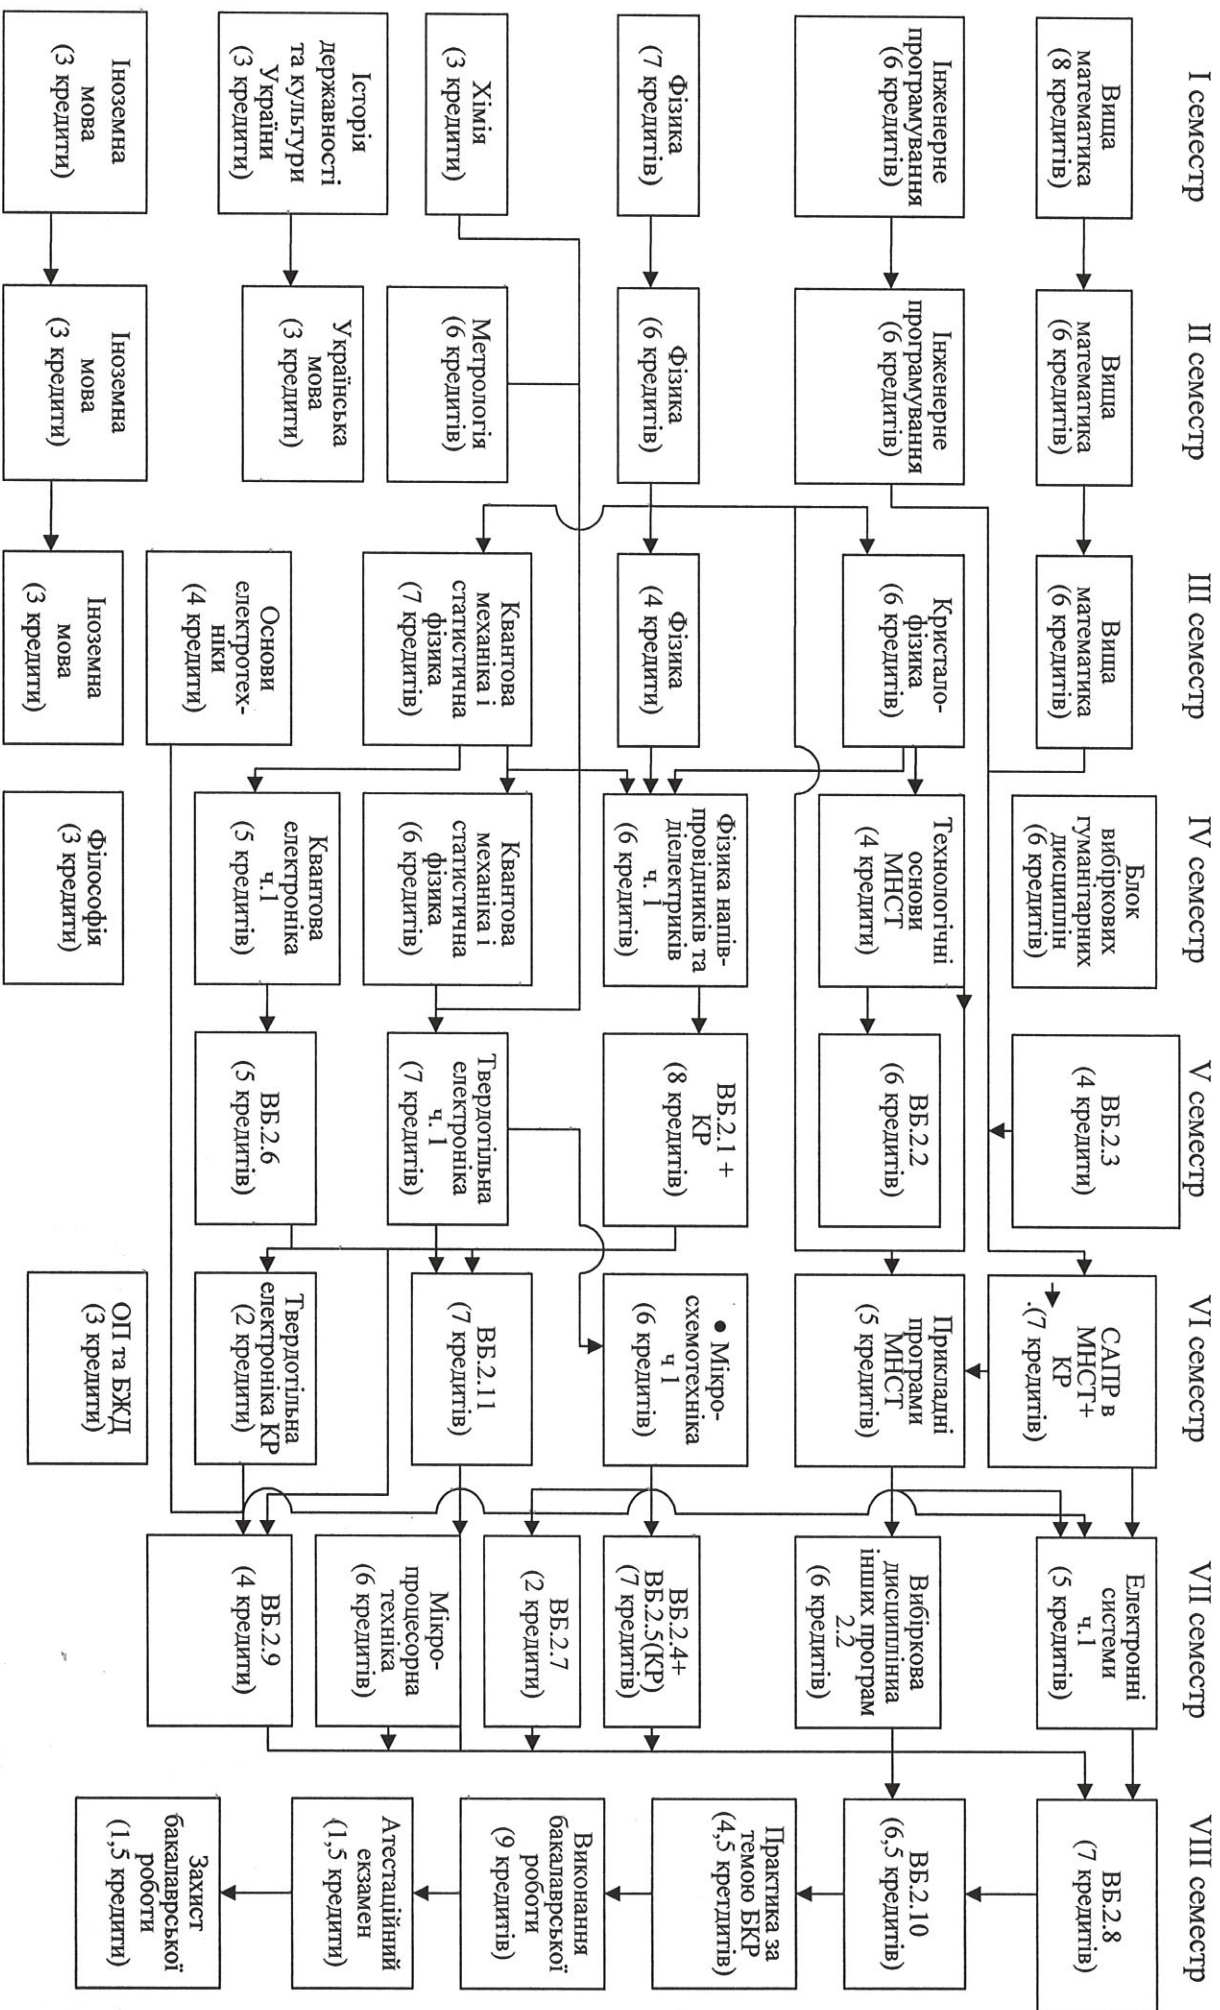 I семестр
Вища
математика
(8 кредитів)
Інженерне
програмування
(6 кредитів)
Фізика
(7 кредитів)
Хімія
(3 кредити)
Історія
державності
та культури
України
(3 кредити)
Іноземна
мова
(3 кредити)
II семестр
Вища
математика
(6 кредитів)
Інженерне
програмування
(6 кредитів)
Фізика
(6 кредитів)
Метрологія
(6 кредитів)
Українська
мова
(3 кредити)
Іноземна
мова
(3 кредити)
III семестр
Вища
математика
(6 кредитів)
Кристало-
фізика
(6 кредитів)
Фізика
(4 кредити)
Квантова
механіка і
статистична
фізика
(7 кредитів)
Основи
електротех-
ніки
(4 кредити)
Іноземна
мова
(3 кредити)
IV семестр
Блок
вибіркових
гуманітарних
дисциплін
(6 кредитів)
Технологічні
основи
МНСТ
(4 кредити)
Фізика напів-
провідників та
діелектриків
ч. 1
(6 кредитів)
Квантова
механіка і
статистична
фізика
(6 кредитів)
Квантова
електроніка
ч.1
(5 кредитів)
Філософія
(3 кредити)
V семестр
ВБ.2.3
(4 кредити)
ВБ.2.2
(6 кредитів)
ВБ.2.1 +
КР
(8 кредитів)
Твердотільна
електроніка
ч. 1
(7 кредитів)
ВБ.2.6
(5 кредитів)
VI семестр
САПР в
МНСТ+
КР
.(7 кредитів)
Прикладні
програми
МНСТ
(5 кредитів)
• Мікро-
схемотехніка
ч 1
(6 кредитів)
ВБ.2.11
(7 кредитів)
Твердотільна
електроніка КР
(2 кредити)
ОП та БЖД
(3 кредити)
VII семестр
Електронні
системи
ч.1
(5 кредитів)
Вибіркова
дисципліна
інших програм
2.2
(6 кредитів)
ВБ.2.4+
ВБ.2.5(КР)
(7 кредитів)
ВБ.2.7
(2 кредити)
Мікро-
процесорна
техніка
(6 кредитів)
ВБ.2.9
(4 кредити)
VIII семестр
ВБ.2.8
(7 кредитів)
ВБ.2.10
(6,5 кредитів)
Практика за
темою БКР
(4,5 кретдитів)
Виконання
бакалаврської
роботи
(9 кредитів)
Атестаційний
екзамен
(1,5 кредити)
Захист
бакалаврської
роботи
(1,5 кредити)